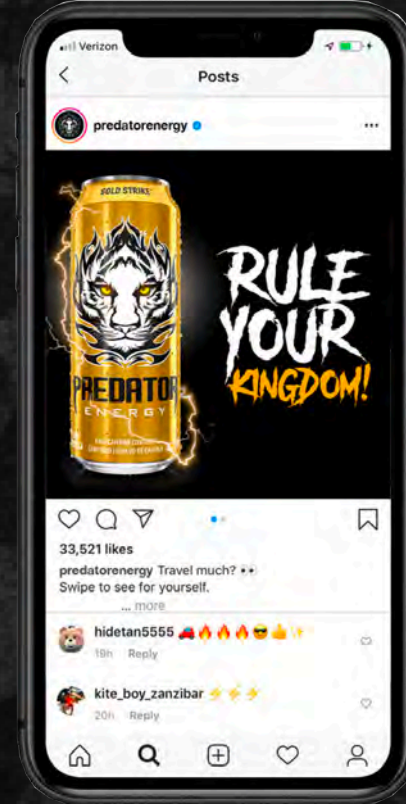 Verizon
Posts
predatorenergy
GOLD STRIKE
PREDATOR
ENERGY
RULE
YOUR
KINGDOM!
33,521 likes
predatorenergy Travel much? 👀
Swipe to see for yourself.
... more
hidetan5555 🚗🔥🔥🔥😎👍✨
19h Reply
kite_boy_zanzibar ⚡⚡⚡
20h Reply